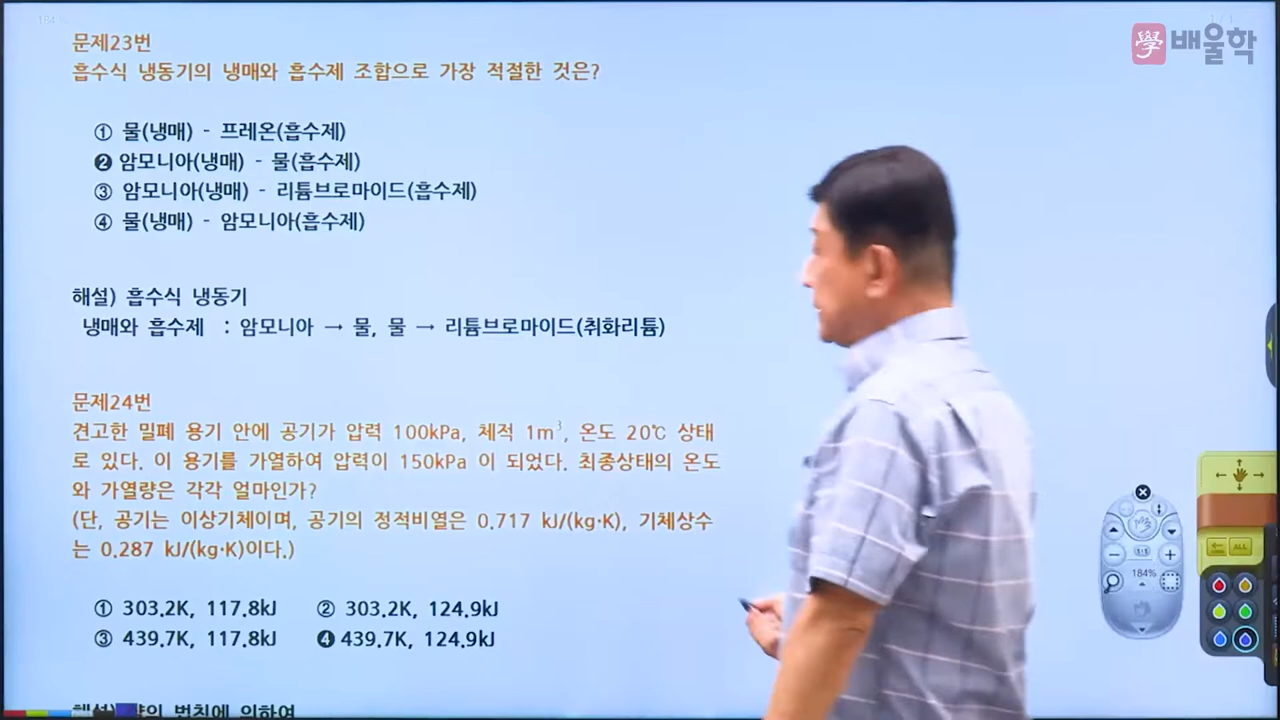 學 배울학
문제23번
흡수식 냉동기의 냉매와 흡수제 조합으로 가장 적절한 것은?
① 물(냉매) - 프레온(흡수제)
❷ 암모니아(냉매) - 물(흡수제)
③ 암모니아(냉매) - 리튬브로마이드(흡수제)
④ 물(냉매) - 암모니아(흡수제)
해설) 흡수식 냉동기
냉매와 흡수제 : 암모니아 → 물, 물 → 리튬브로마이드(취화리튬)
문제24번
견고한 밀폐 용기 안에 공기가 압력 100kPa, 체적 1m³, 온도 20℃ 상태
로 있다. 이 용기를 가열하여 압력이 150kPa 이 되었다. 최종상태의 온도
와 가열량은 각각 얼마인가?
(단, 공기는 이상기체이며, 공기의 정적비열은 0.717 kJ/(kg·K), 기체상수
는 0.287 kJ/(kg·K)이다.)
① 303.2K, 117.8kJ ② 303.2K, 124.9kJ
③ 439.7K, 117.8kJ ❹ 439.7K, 124.9kJ
법칙에 의하여
ALL
1:1
184%